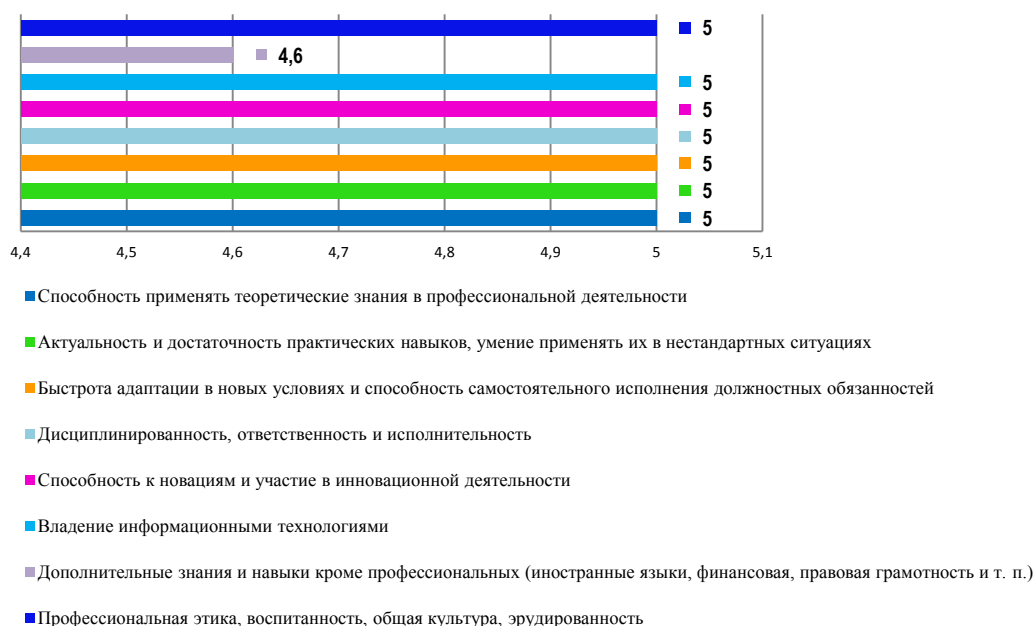 5
4,6
5
5
5
5
5
5
4,4 4,5 4,6 4,7 4,8 4,9 5 5,1
Способность применять теоретические знания в профессиональной деятельности
Актуальность и достаточность практических навыков, умение применять их в нестандартных ситуациях
Быстрота адаптации в новых условиях и способность самостоятельного исполнения должностных обязанностей
Дисциплинированность, ответственность и исполнительность
Способность к новациям и участие в инновационной деятельности
Владение информационными технологиями
Дополнительные знания и навыки кроме профессиональных (иностранные языки, финансовая, правовая грамотность и т. п.)
Профессиональная этика, воспитанность, общая культура, эрудированность